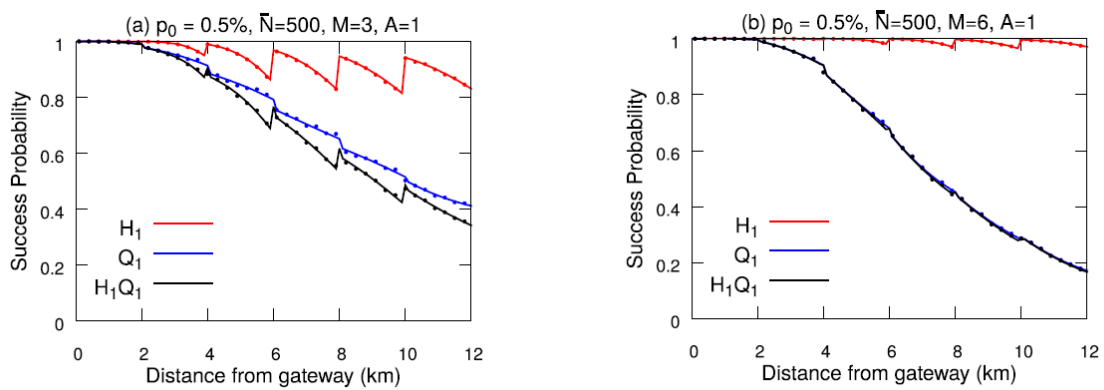 (a) p₀ = 0.5%, N̄=500, M=3, A=1
1
0.8
0.6
0.4
0.2
0
Success Probability
H₁
Q₁
H₁Q₁
0 2 4 6 8 10 12
Distance from gateway (km)
(b) p₀ = 0.5%, N̄=500, M=6, A=1
1
0.8
0.6
0.4
0.2
0
Success Probability
H₁
Q₁
H₁Q₁
0 2 4 6 8 10 12
Distance from gateway (km)